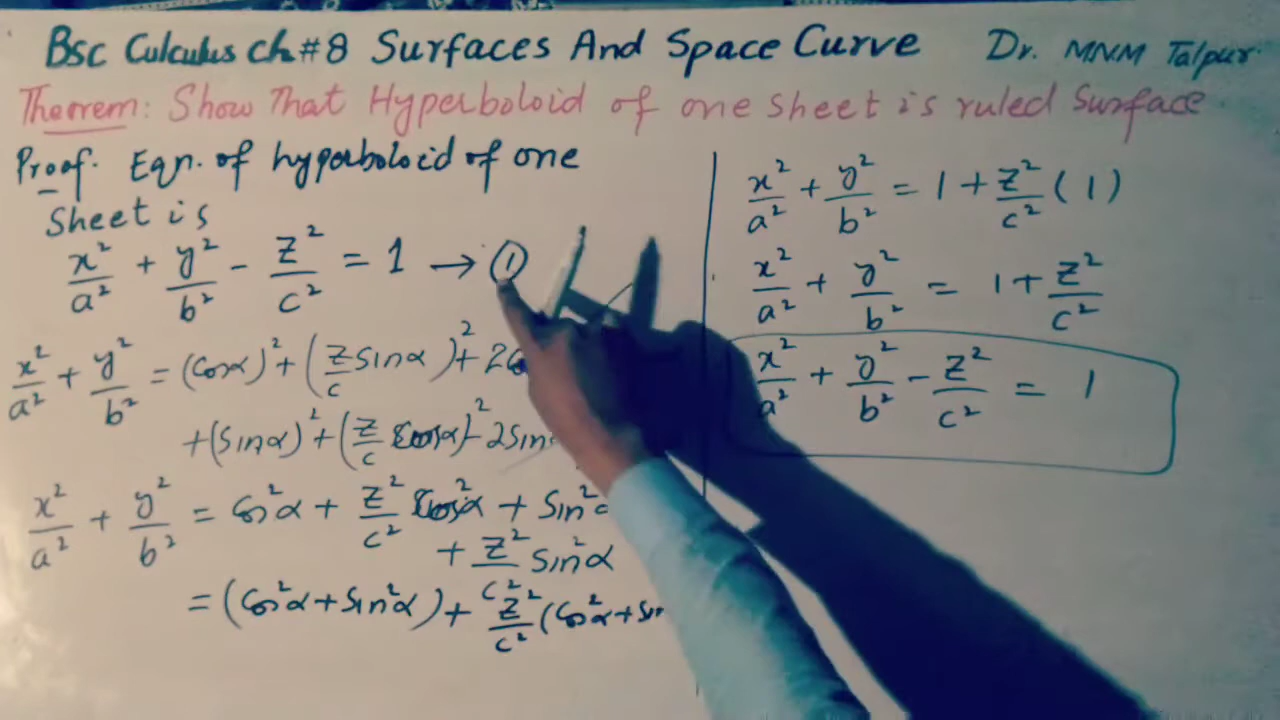 Bsc Calculus Ch#8 Surfaces And Space Curve Dr. MNM Talpur
Theorem: Show That Hyperboloid of one sheet is ruled Surface
Proof. Eqn. of hyperboloid of one
Sheet is
x²/a² + y²/b² - z²/c² = 1 → ①
x²/a² + y²/b² = (Cosα)² + (z/c Sinα)² + 2
+ (Sinα)² + (z/c Cosα)² - 2Sin
x²/a² + y²/b² = Cos²α + z²/c² Cos²α + Sin²
+ z²/c² Sin²α
= (Cos²α + Sin²α) + z²/c² (Cos²α +
x²/a² + y²/b² = 1 + z²/c² (1)
x²/a² + y²/b² = 1 + z²/c²
x²/a² + y²/b² - z²/c² = 1